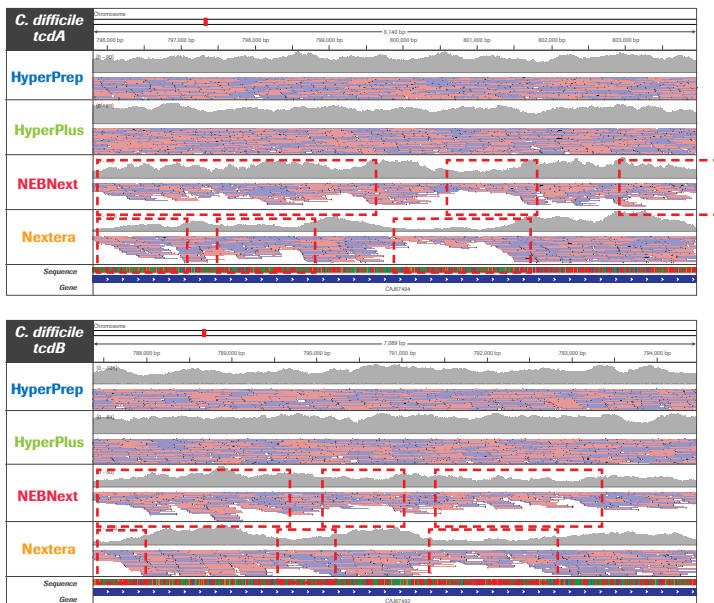 C. difficile
tcdA
Chromosome
8,140 bp
796,000 bp 797,000 bp 798,000 bp 799,000 bp 800,000 bp 801,000 bp 802,000 bp 803,000 bp
HyperPrep
HyperPlus
NEBNext
Nextera
Sequence
Gene
CAJ67494
C. difficile
tcdB
Chromosome
7,089 bp
788,000 bp 789,000 bp 790,000 bp 791,000 bp 792,000 bp 793,000 bp 794,000 bp
HyperPrep
HyperPlus
NEBNext
Nextera
Sequence
Gene
CAJ67492